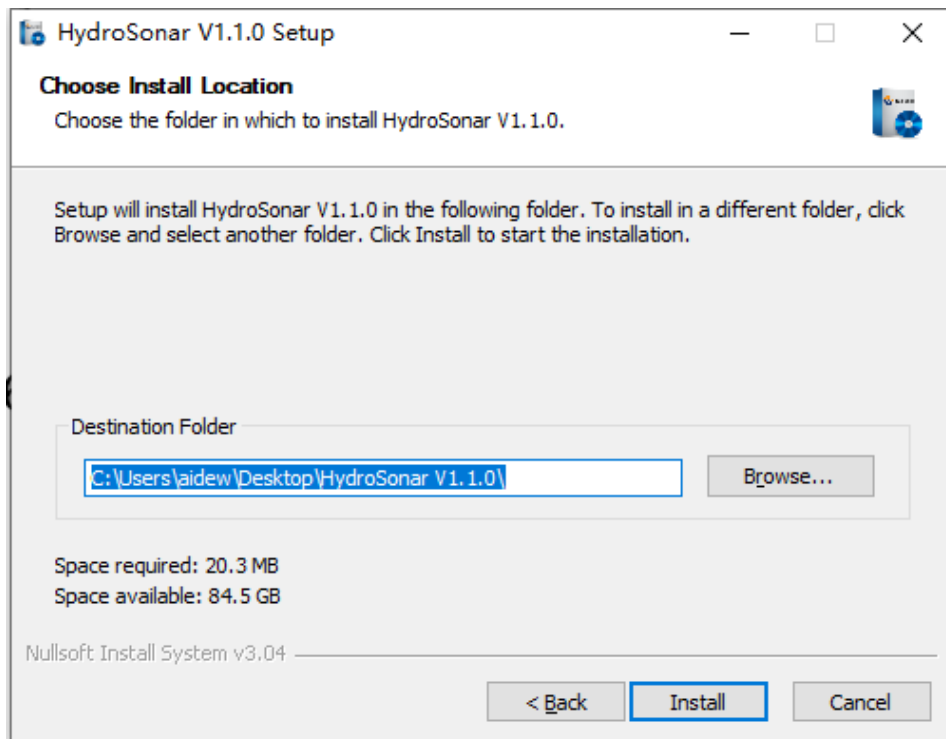 HydroSonar V1.1.0 Setup
Choose Install Location
Choose the folder in which to install HydroSonar V1.1.0.
Setup will install HydroSonar V1.1.0 in the following folder. To install in a different folder, click
Browse and select another folder. Click Install to start the installation.
Destination Folder
C:\Users\aidew\Desktop\HydroSonar V1.1.0\
Browse...
Space required: 20.3 MB
Space available: 84.5 GB
Nullsoft Install System v3.04
< Back
Install
Cancel